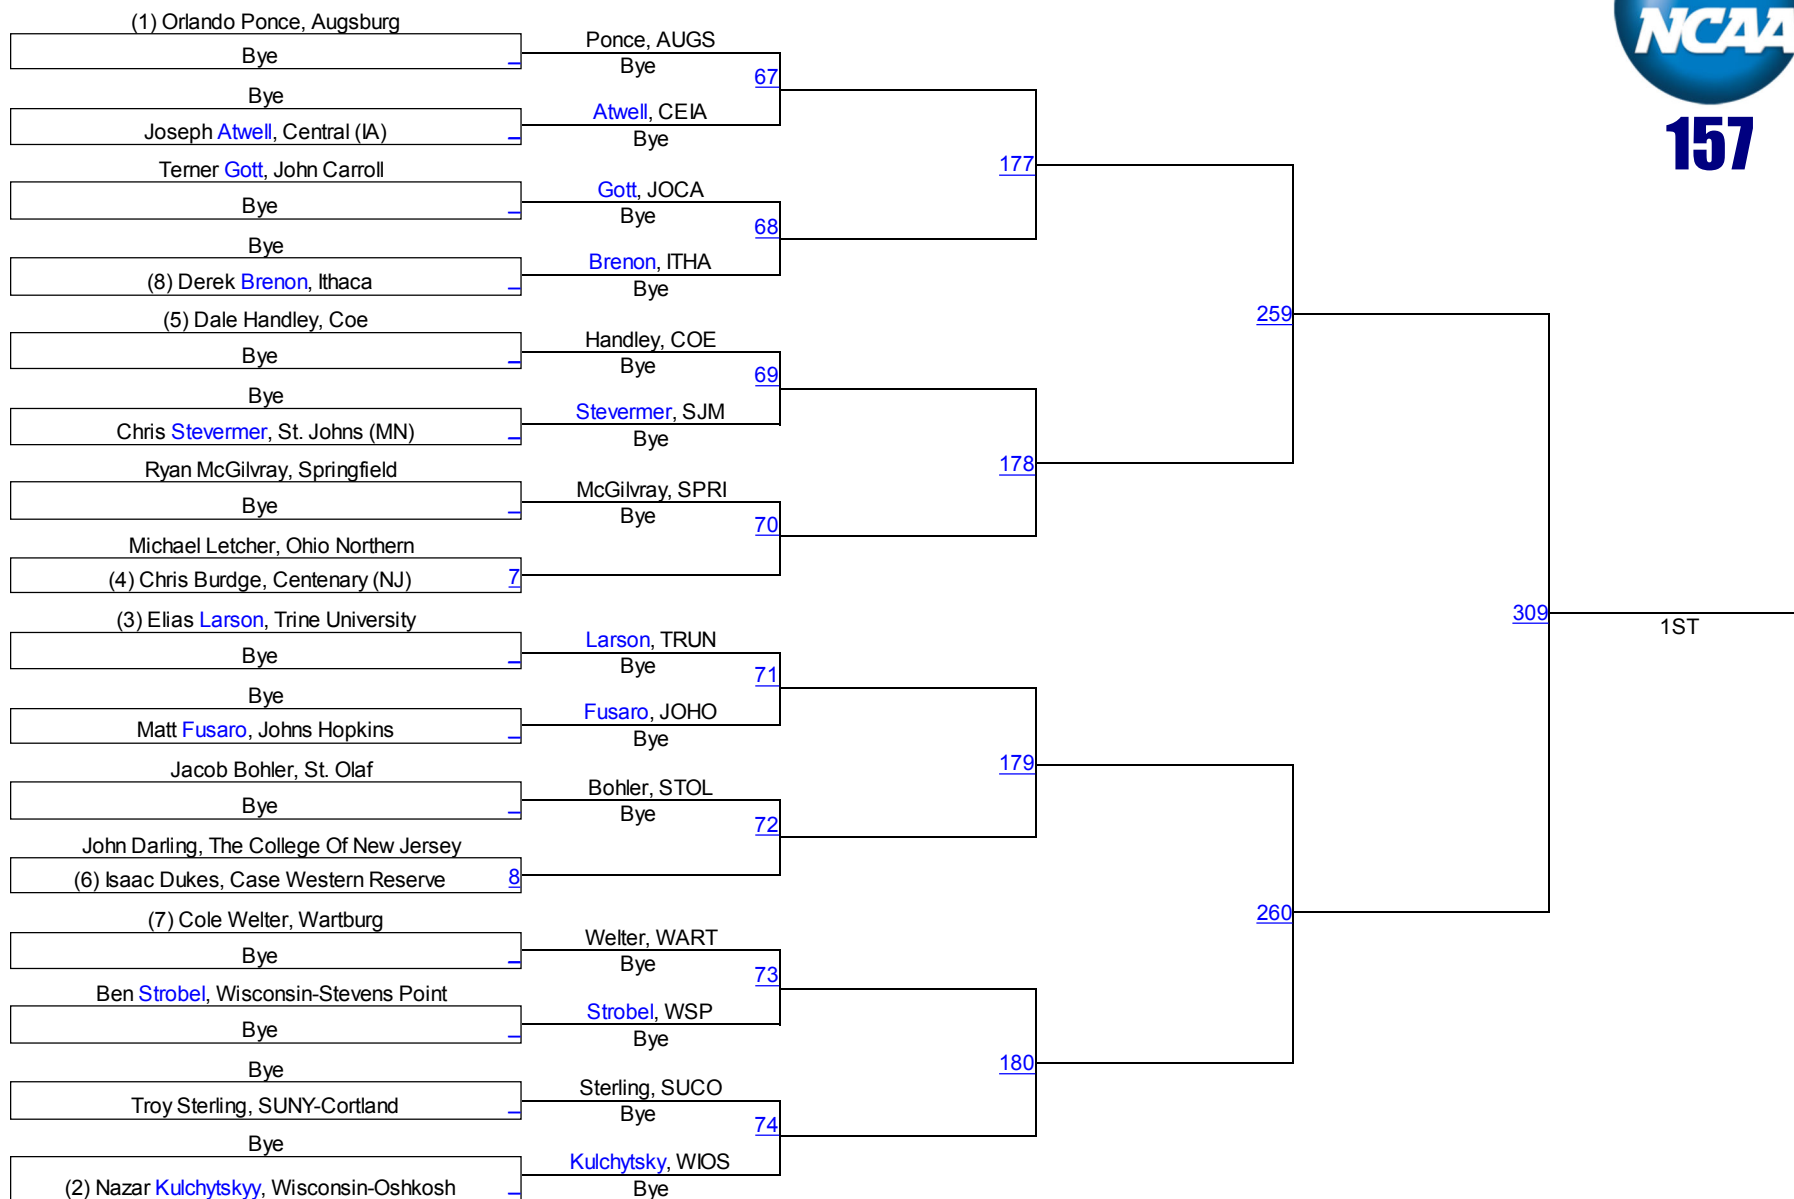 NCAA
157
(1) Orlando Ponce, Augsburg
Bye
Bye
Joseph Atwell, Central (IA)
Terner Gott, John Carroll
Bye
Bye
(8) Derek Brenon, Ithaca
(5) Dale Handley, Coe
Bye
Bye
Chris Stevermer, St. Johns (MN)
Ryan McGilvray, Springfield
Bye
Michael Letcher, Ohio Northern
(4) Chris Burdge, Centenary (NJ) 7
(3) Elias Larson, Trine University
Bye
Bye
Matt Fusaro, Johns Hopkins
Jacob Bohler, St. Olaf
Bye
John Darling, The College Of New Jersey
(6) Isaac Dukes, Case Western Reserve 8
(7) Cole Welter, Wartburg
Bye
Ben Strobel, Wisconsin-Stevens Point
Bye
Bye
Troy Sterling, SUNY-Cortland
Bye
(2) Nazar Kulchytskyy, Wisconsin-Oshkosh
Ponce, AUGS
Bye
67
Atwell, CEIA
Bye
Gott, JOCA
Bye
68
Brenon, ITHA
Bye
Handley, COE
Bye
69
Stevermer, SJM
Bye
McGilvray, SPRI
Bye
70
Larson, TRUN
Bye
71
Fusaro, JOHO
Bye
Bohler, STOL
Bye
72
Welter, WART
Bye
73
Strobel, WSP
Bye
Sterling, SUCO
Bye
74
Kulchytsky, WIOS
Bye
177
178
179
180
259
260
309
1ST